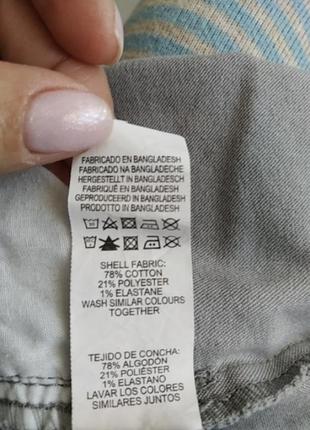 FABRICADO EN BANGLADESH
FABRICADO NA BANGLADECHE
HERGESTELLT IN BANGLADESCH
FABRIQUÉ EN BANGLADESH
GEPRODUCEERD IN BANGLADESH
PRODOTTO IN BANGLADESH
SHELL FABRIC:
78% COTTON
21% POLYESTER
1% ELASTANE
WASH SIMILAR COLOURS
TOGETHER
TEJIDO DE CONCHA:
78% ALGODÓN
21% POLIÉSTER
1% ELASTANO
LAVAR LOS COLORES
SIMILARES JUNTOS